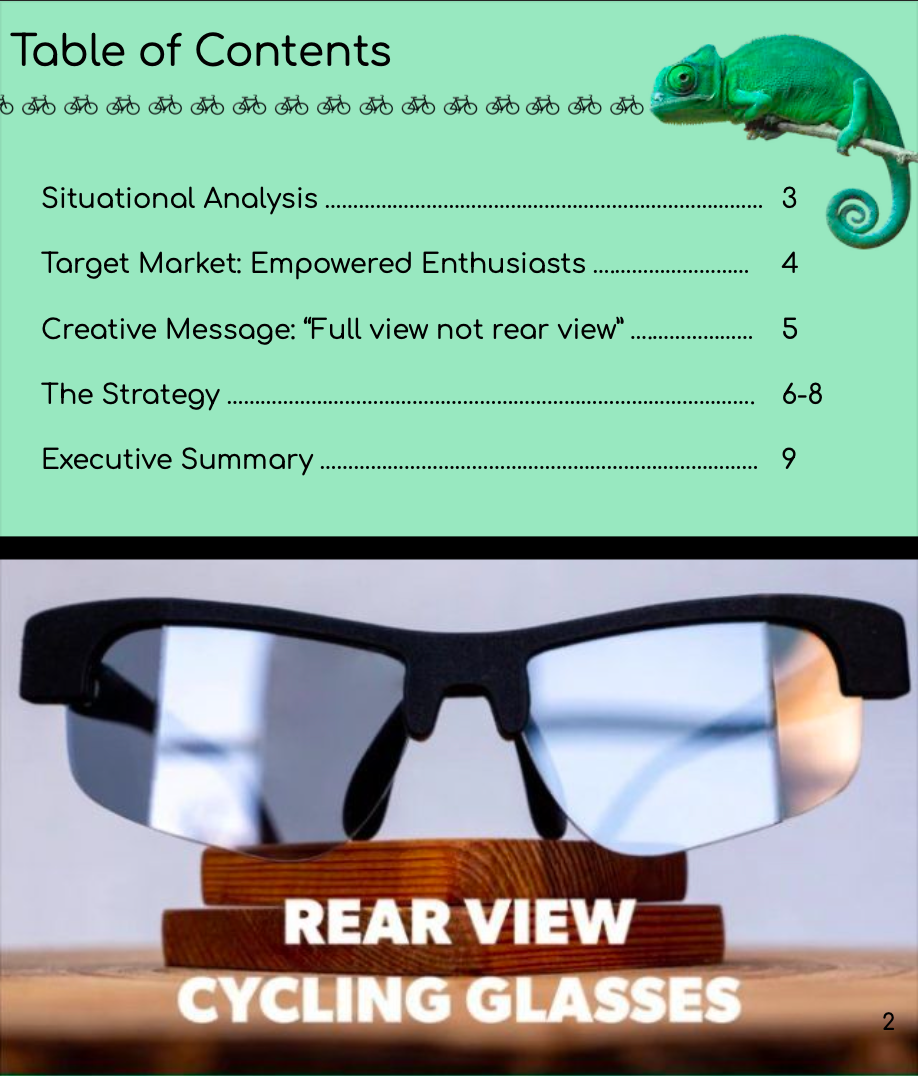 Table of Contents
Situational Analysis ................................................................................ 3
Target Market: Empowered Enthusiasts ............................ 4
Creative Message: “Full view not rear view” ...................... 5
The Strategy ............................................................................................... 6-8
Executive Summary ............................................................................... 9
REAR VIEW
CYCLING GLASSES
2